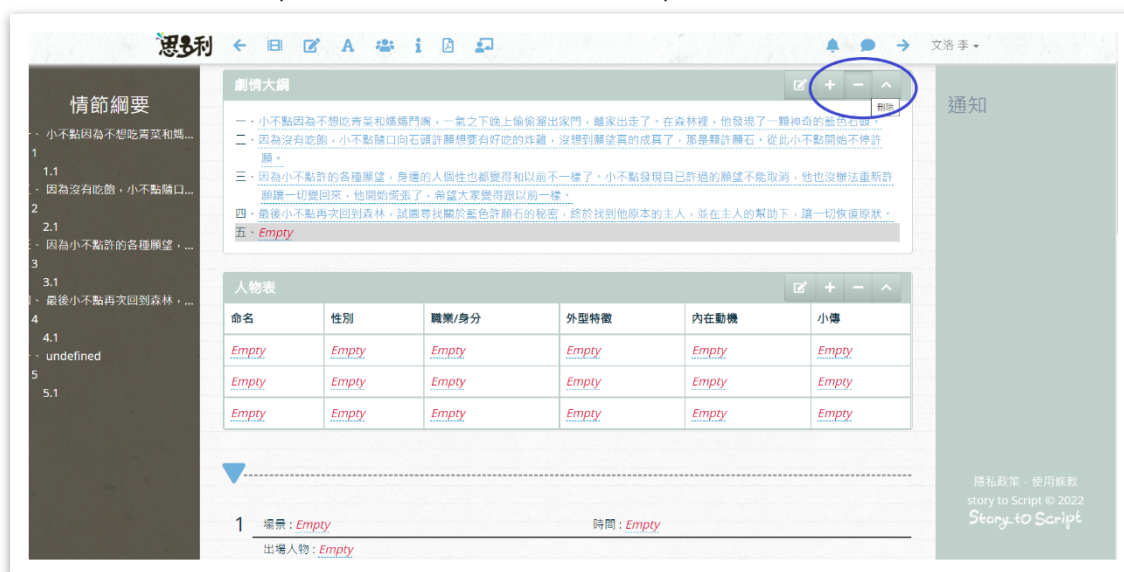 思多利
A
i
文洛 李
情節綱要
、小不點因為不想吃青菜和媽...
1
1.1
、因為沒有吃飽，小不點隨口...
2
2.1
、因為小不點許的各種願望，...
3
3.1
、最後小不點再次回到森林，...
4
4.1
、undefined
5
5.1
劇情大綱
刪除
一、小不點因為不想吃青菜和媽媽鬥嘴，一氣之下晚上偷偷溜出家門，離家出走了。在森林裡，他發現了一顆神奇的藍色石頭。
二、因為沒有吃飽，小不點隨口向石頭許願想要有好吃的炸雞，沒想到願望真的成真了，那是顆許願石。從此小不點開始不停許
願。
三、因為小不點許的各種願望，身邊的人個性也都變得和以前不一樣了。小不點發現自已許過的願望不能取消，他也沒辦法重新許
願讓一切變回來，他開始慌張了，希望大家變得跟以前一樣。
四、最後小不點再次回到森林，試圖尋找關於藍色許願石的秘密，終於找到他原本的主人，並在主人的幫助下，讓一切恢復原狀。
五、Empty
人物表
命名 性別 職業/身分 外型特徵 內在動機 小傳
Empty Empty Empty Empty Empty Empty
Empty Empty Empty Empty Empty Empty
Empty Empty Empty Empty Empty Empty
1 場景 : Empty 時間 : Empty
出場人物 : Empty
通知
隱私政策 - 使用條款
story to Script © 2022
Story to Script